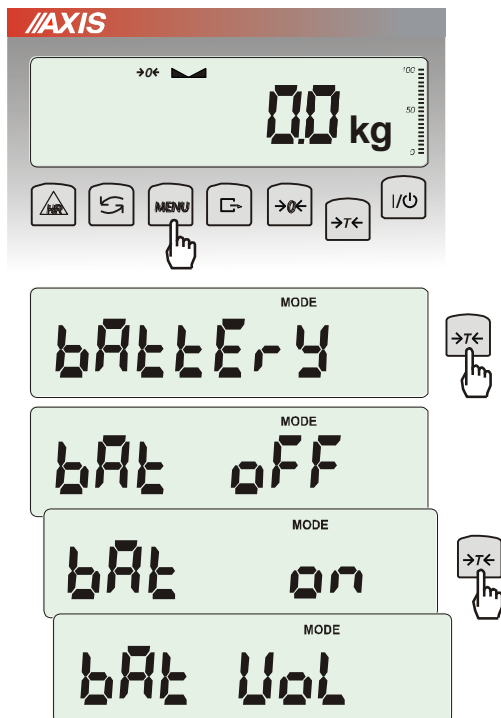 //AXIS
→0←
100
50
0
0.0 kg
HR
MENU
→0←
→T←
I/⏻
MODE
bAttErY
→T←
MODE
bAt oFF
MODE
bAt on
→T←
MODE
bAt UoL